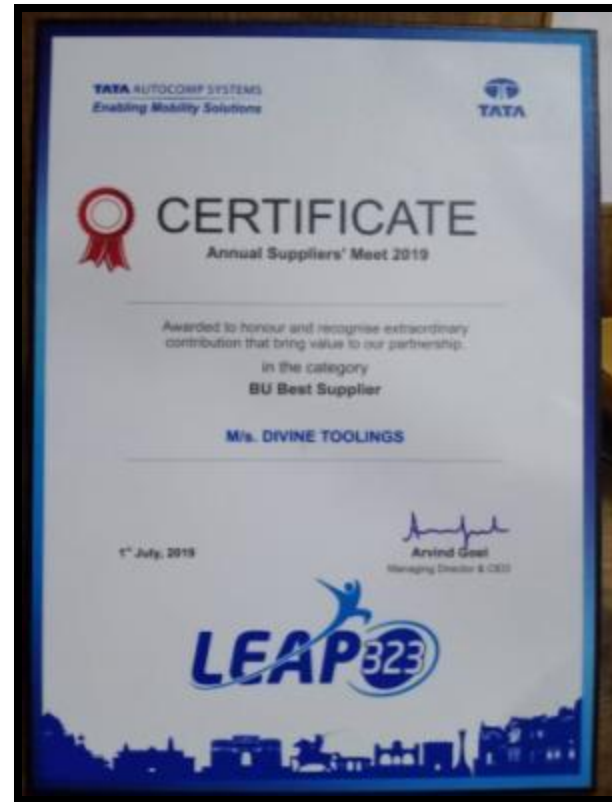 TATA AUTOCOMP SYSTEMS
Enabling Mobility Solutions
TATA
CERTIFICATE
Annual Suppliers' Meet 2019
Awarded to honour and recognise extraordinary
contribution that bring value to our partnership.
in the category
BU Best Supplier
M/s. DIVINE TOOLINGS
1st July, 2019
Arvind Goel
Managing Director & CEO
LEAP 323